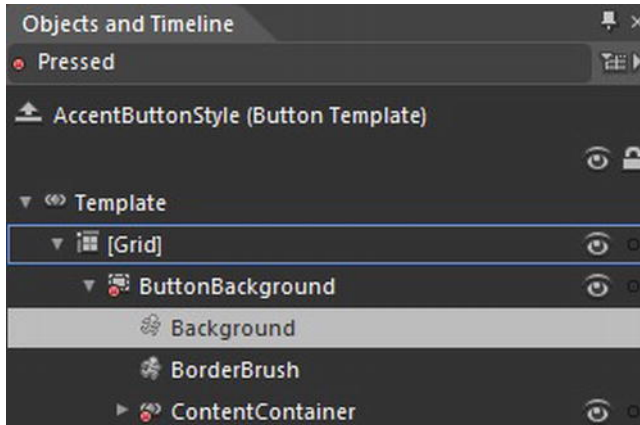 Objects and Timeline
Pressed
AccentButtonStyle (Button Template)
Template
[Grid]
ButtonBackground
Background
BorderBrush
ContentContainer